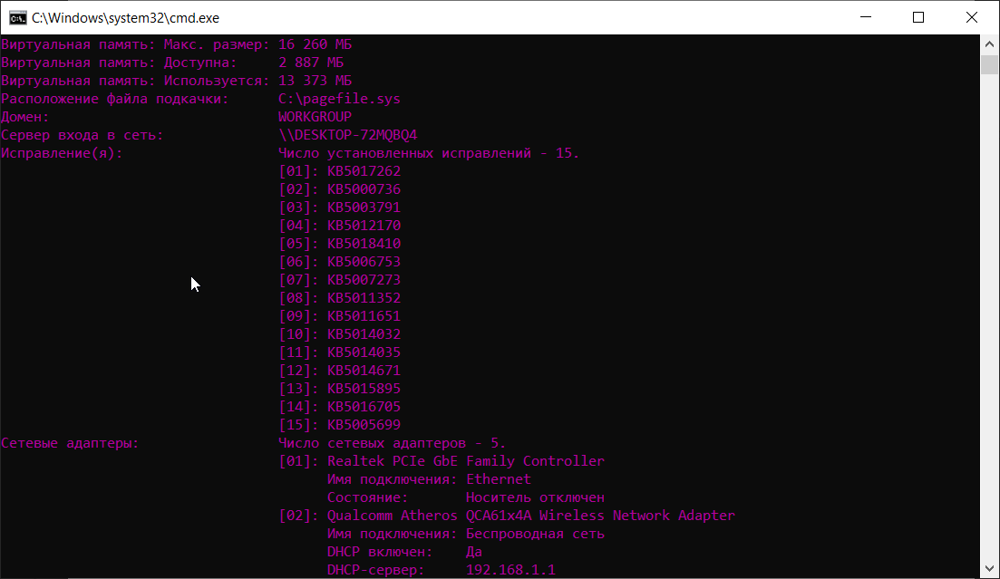 C:\Windows\system32\cmd.exe
Виртуальная память: Макс. размер: 16 260 МБ
Виртуальная память: Доступна: 2 887 МБ
Виртуальная память: Используется: 13 373 МБ
Расположение файла подкачки: C:\pagefile.sys
Домен: WORKGROUP
Сервер входа в сеть: \\DESKTOP-72MQBQ4
Исправление(я): Число установленных исправлений - 15.
[01]: KB5017262
[02]: KB5000736
[03]: KB5003791
[04]: KB5012170
[05]: KB5018410
[06]: KB5006753
[07]: KB5007273
[08]: KB5011352
[09]: KB5011651
[10]: KB5014032
[11]: KB5014035
[12]: KB5014671
[13]: KB5015895
[14]: KB5016705
[15]: KB5005699
Сетевые адаптеры: Число сетевых адаптеров - 5.
[01]: Realtek PCIe GbE Family Controller
Имя подключения: Ethernet
Состояние: Носитель отключен
[02]: Qualcomm Atheros QCA61x4A Wireless Network Adapter
Имя подключения: Беспроводная сеть
DHCP включен: Да
DHCP-сервер: 192.168.1.1